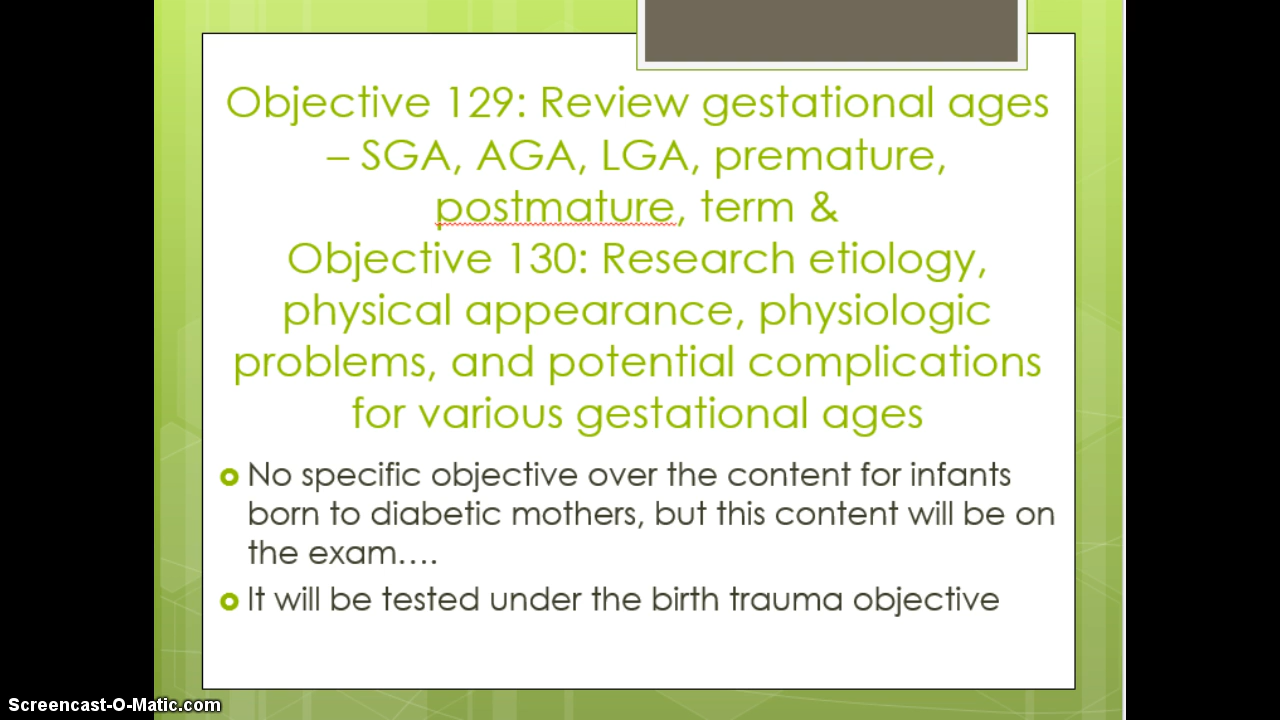 Objective 129: Review gestational ages
– SGA, AGA, LGA, premature,
postmature, term &
Objective 130: Research etiology,
physical appearance, physiologic
problems, and potential complications
for various gestational ages
No specific objective over the content for infants
born to diabetic mothers, but this content will be on
the exam....
It will be tested under the birth trauma objective
Screencast-O-Matic.com